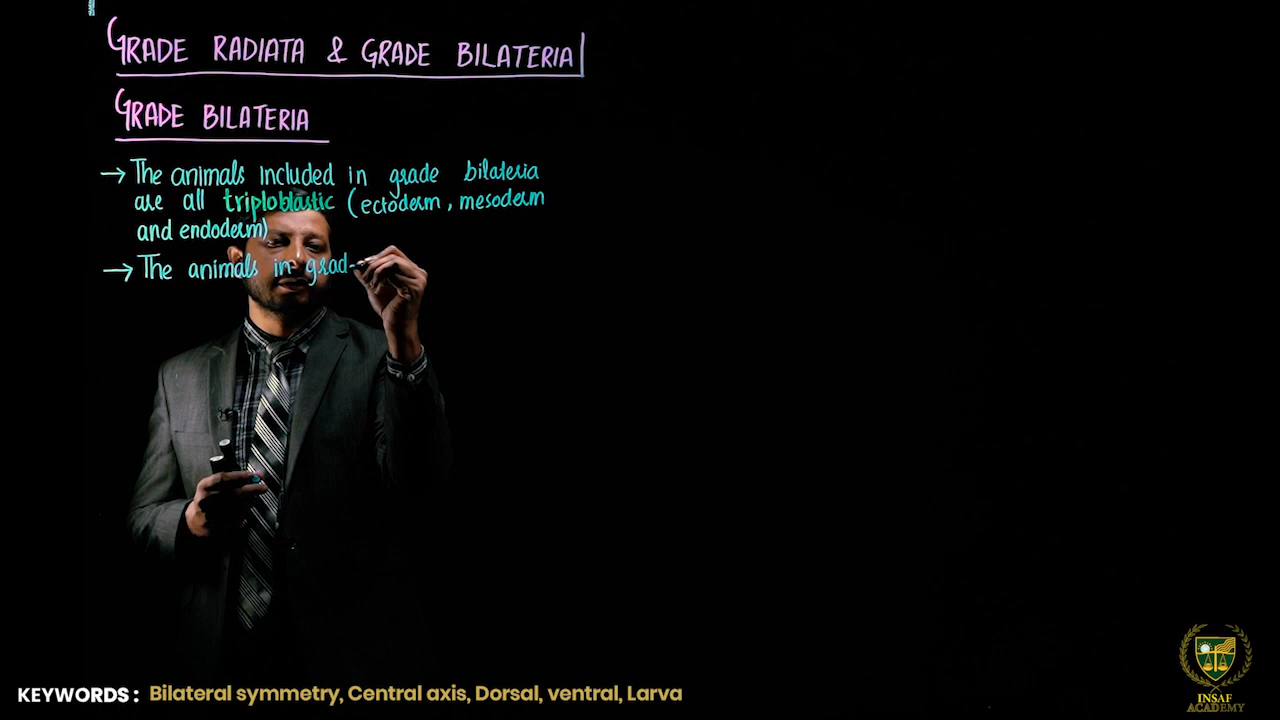 GRADE RADIATA & GRADE BILATERIA
GRADE BILATERIA
→ The animals included in grade bilateria
are all triploblastic (ectoderm, mesoderm
and endoderm)
→ The animals in grad
KEYWORDS: Bilateral symmetry, Central axis, Dorsal, ventral, Larva
INSAF
ACADEMY